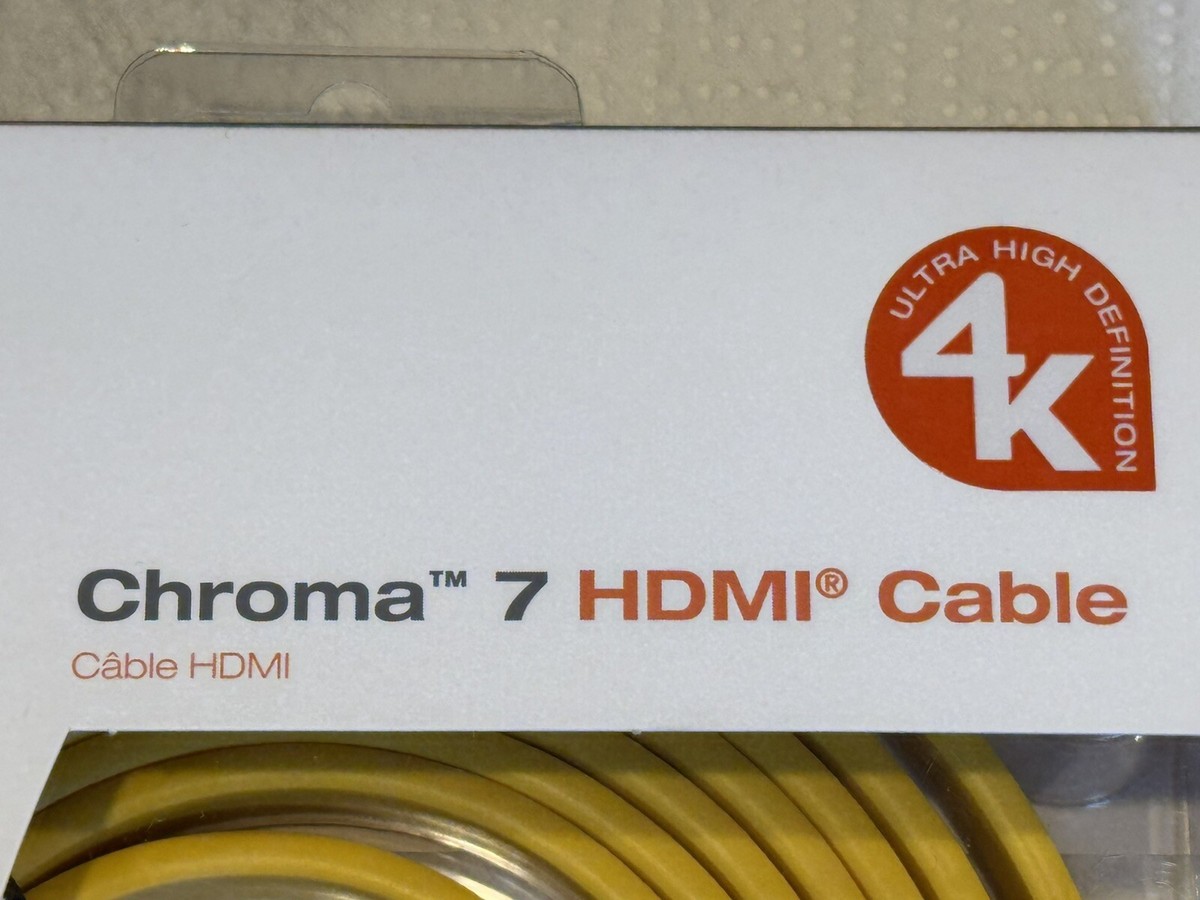 ULTRA HIGH DEFINITION
4K
Chroma™ 7 HDMI® Cable
Câble HDMI